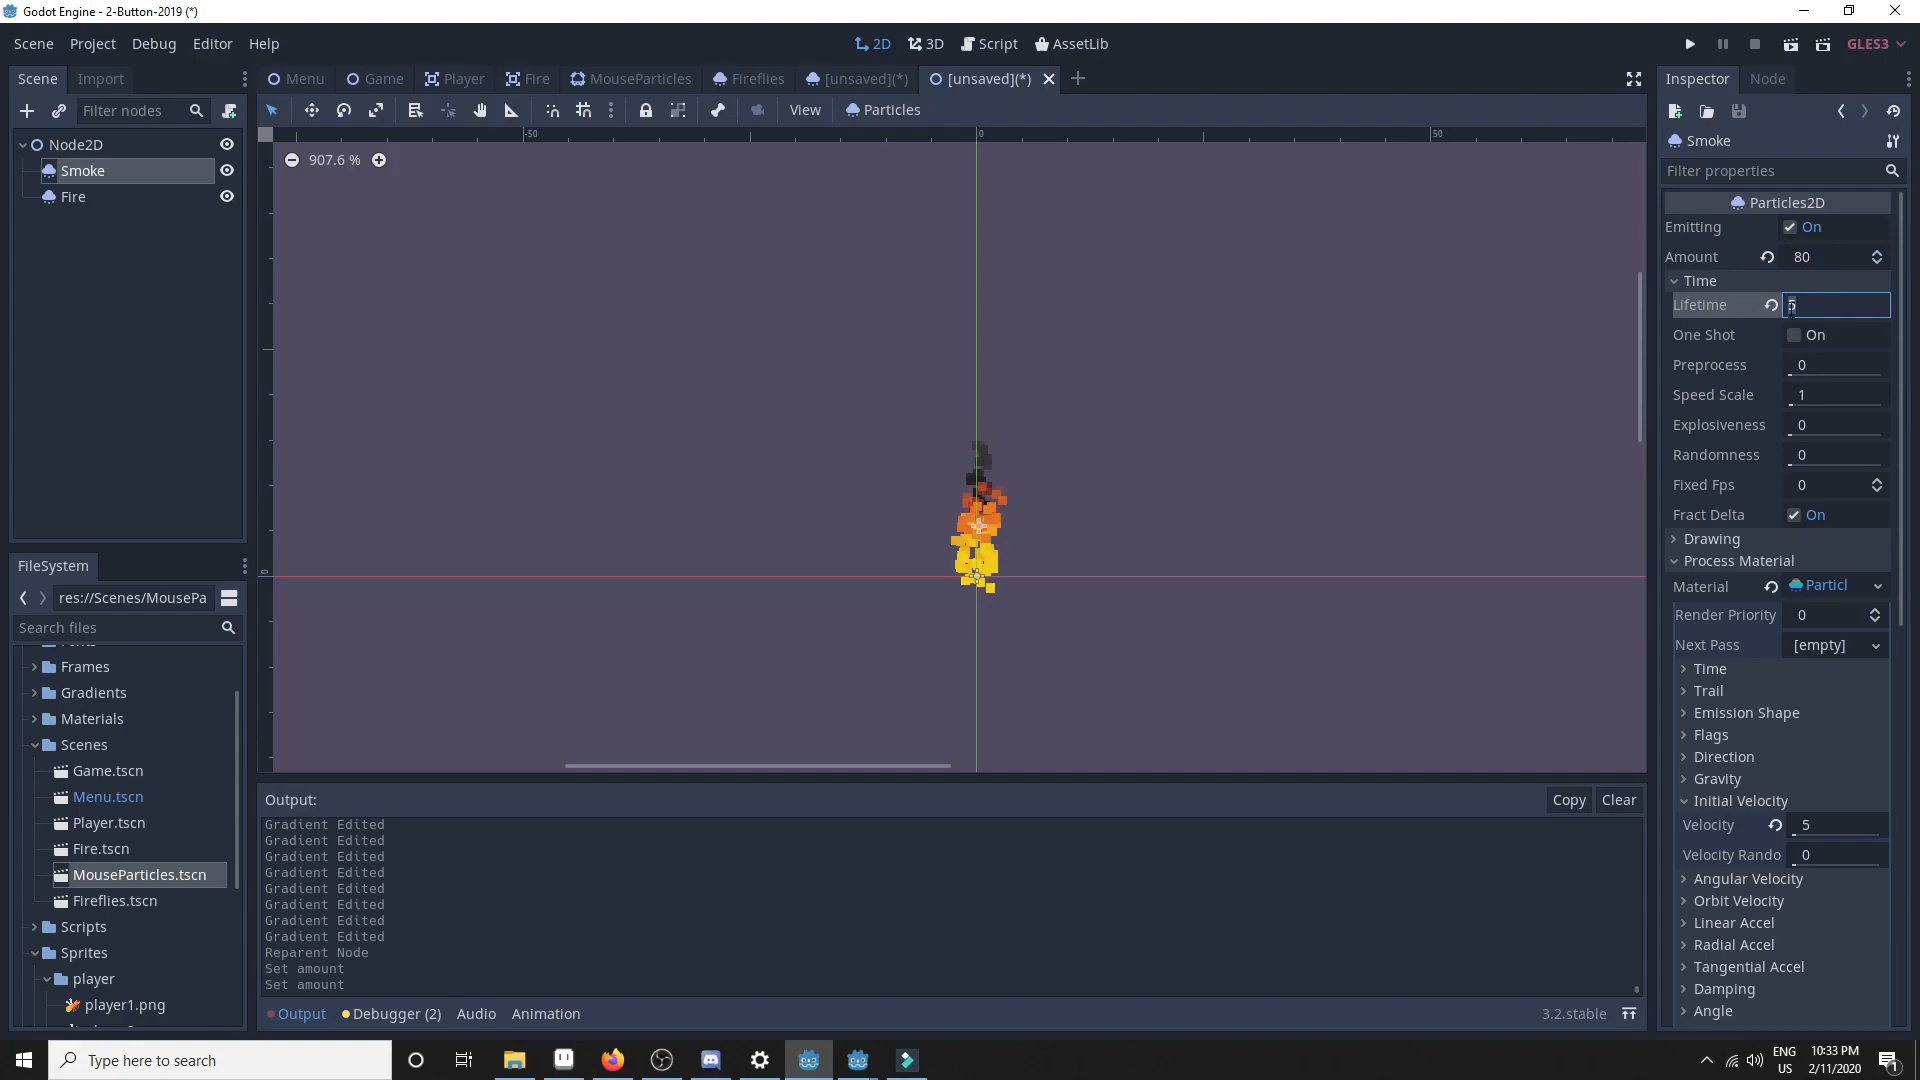 Godot Engine - 2-Button-2019 (*)
Scene Project Debug Editor Help
2D 3D Script AssetLib
GLES3
Scene Import
Menu Game Player Fire MouseParticles Fireflies [unsaved](*) [unsaved](*)
Inspector Node
Filter nodes
View Particles
Node2D
Smoke
Fire
-50 0 50
907.6 %
0
Smoke
Filter properties
Particles2D
Emitting On
Amount 80
Time
Lifetime 5
One Shot On
Preprocess 0
Speed Scale 1
Explosiveness 0
Randomness 0
Fixed Fps 0
Fract Delta On
Drawing
Process Material
Material Particl
Render Priority 0
Next Pass [empty]
Time
Trail
Emission Shape
Flags
Direction
Gravity
Initial Velocity
Velocity 5
Velocity Rando 0
Angular Velocity
Orbit Velocity
Linear Accel
Radial Accel
Tangential Accel
Damping
Angle
FileSystem
res://Scenes/MousePa
Search files
Frames
Gradients
Materials
Scenes
Game.tscn
Menu.tscn
Player.tscn
Fire.tscn
MouseParticles.tscn
Fireflies.tscn
Scripts
Sprites
player
player1.png
Output:
Copy Clear
Gradient Edited
Gradient Edited
Gradient Edited
Gradient Edited
Gradient Edited
Gradient Edited
Gradient Edited
Gradient Edited
Reparent Node
Set amount
Set amount
Output Debugger (2) Audio Animation
3.2.stable
Type here to search
ENG
US
10:33 PM
2/11/2020
1